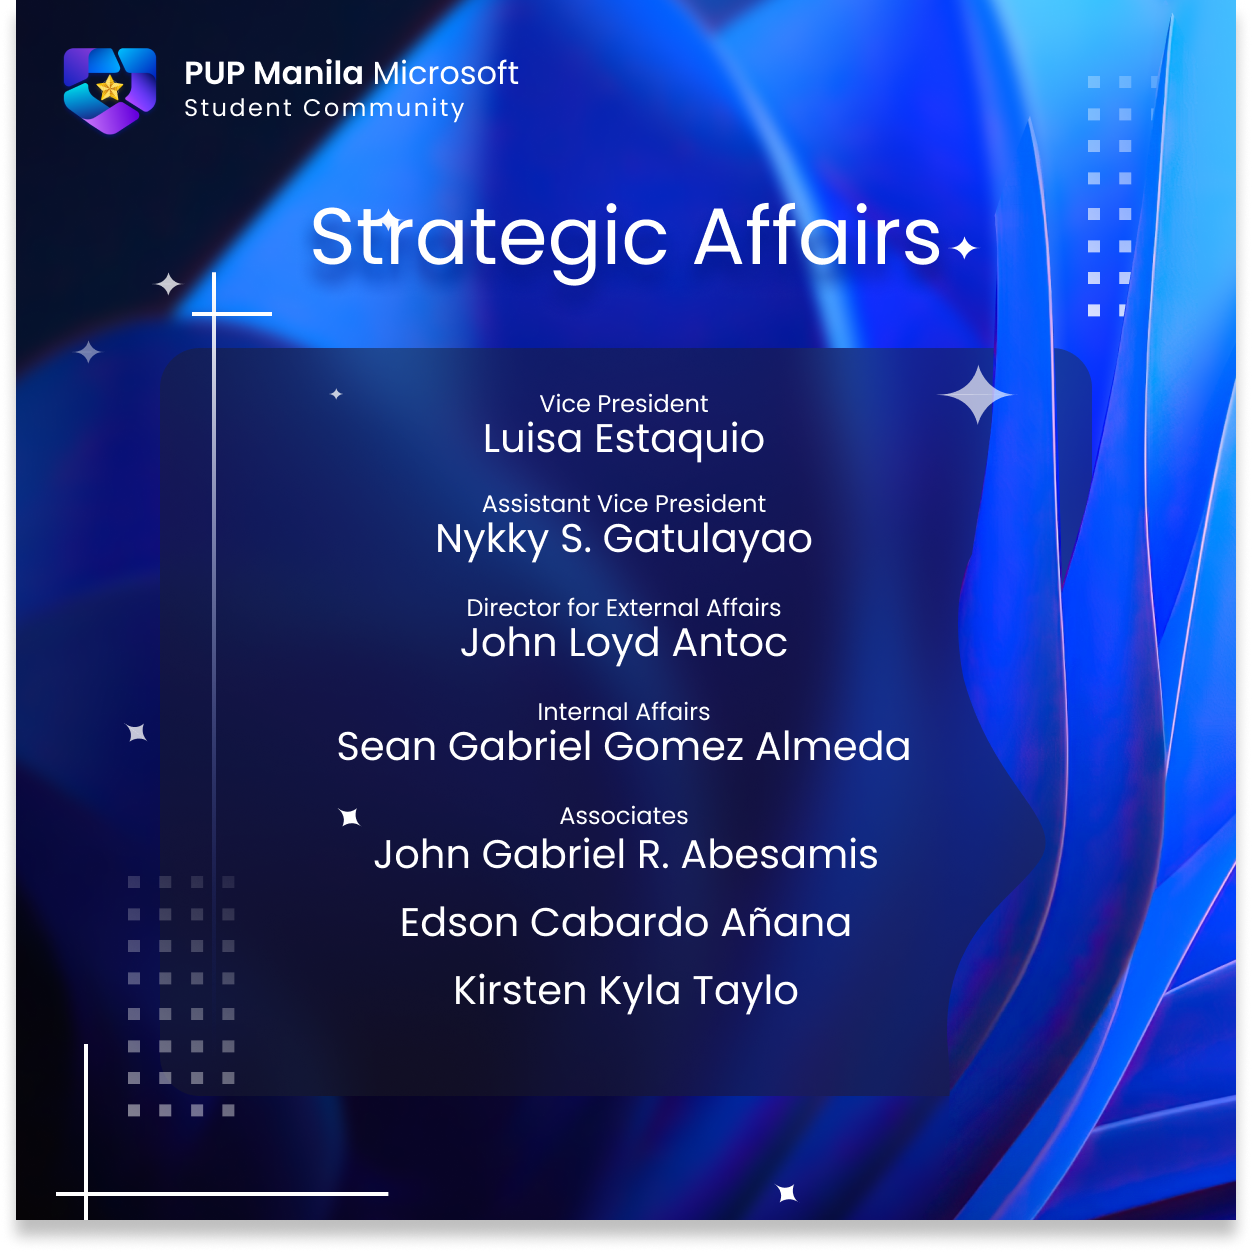 PUP Manila Microsoft
Student Community
Strategic Affairs
Vice President
Luisa Estaquio
Assistant Vice President
Nykky S. Gatulayao
Director for External Affairs
John Loyd Antoc
Internal Affairs
Sean Gabriel Gomez Almeda
Associates
John Gabriel R. Abesamis
Edson Cabardo Añana
Kirsten Kyla Taylo